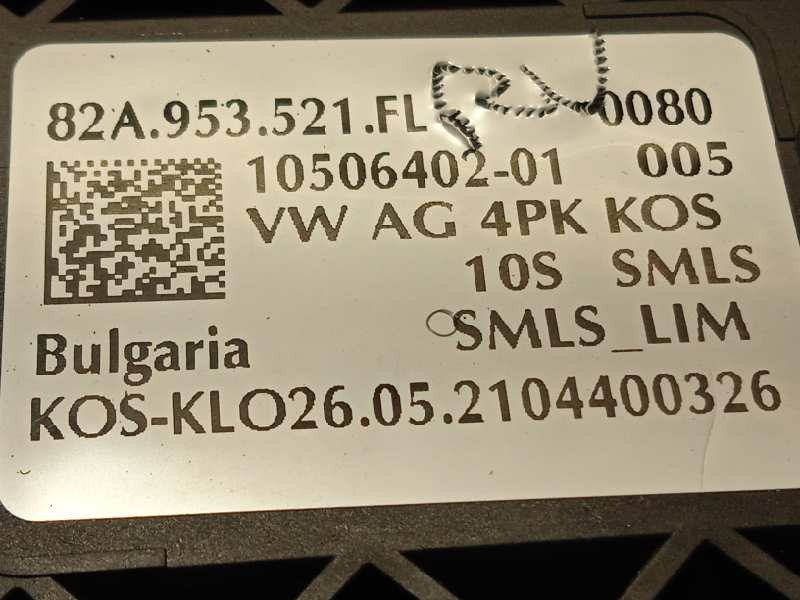 82A.953.521.FL 0080
10506402-01 005
VW AG 4PK KOS
10S SMLS
SMLS_LIM
Bulgaria
KOS-KLO26.05.2104400326